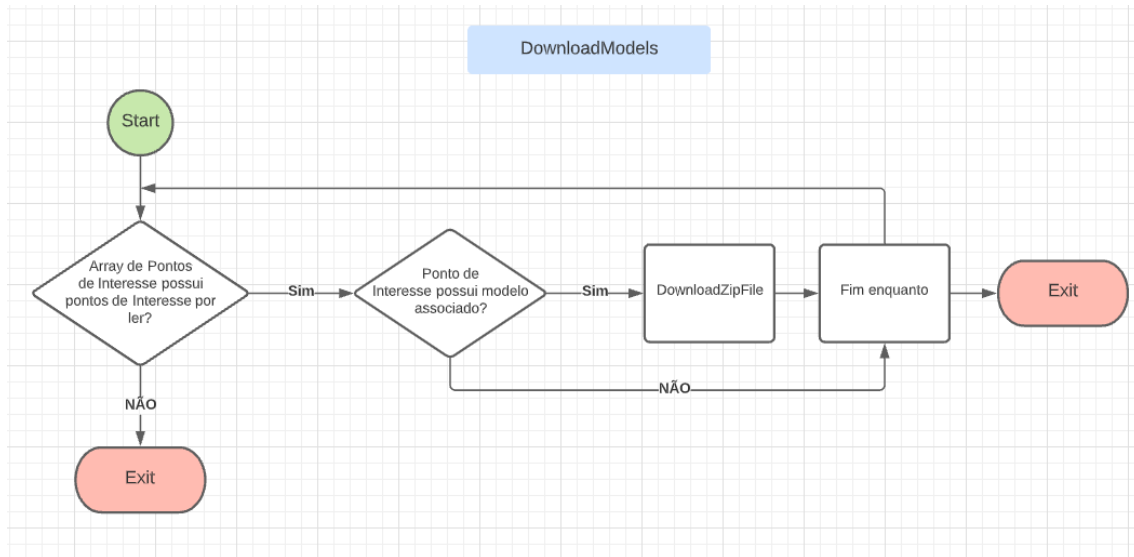 DownloadModels
Start
Array de Pontos
de Interesse possui
pontos de Interesse por
ler?
Sim
Ponto de
Interesse possui modelo
associado?
Sim
DownloadZipFile
Fim enquanto
Exit
NÃO
NÃO
Exit